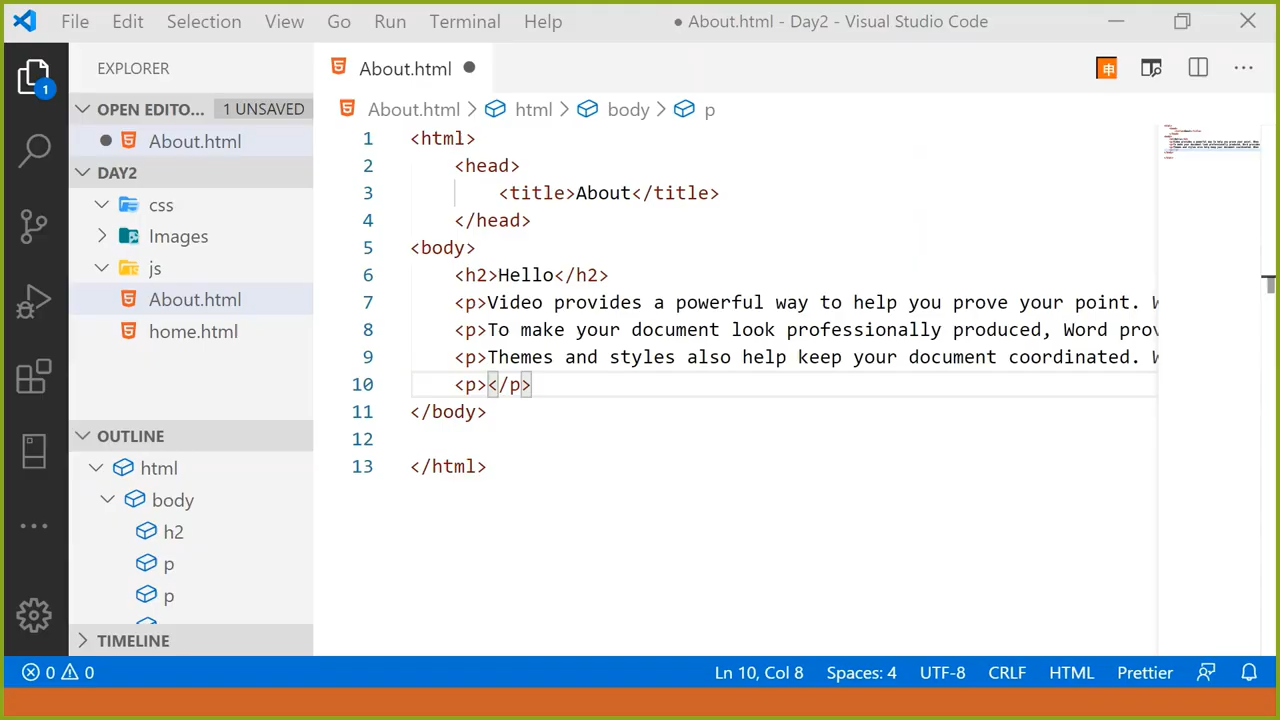 File Edit Selection View Go Run Terminal Help ● About.html - Day2 - Visual Studio Code
EXPLORER
OPEN EDITO... 1 UNSAVED
● About.html
DAY2
css
Images
js
About.html
home.html
OUTLINE
html
body
h2
p
p
TIMELINE
1
About.html ●
About.html > html > body > p
1 <html>
2 <head>
3 <title>About</title>
4 </head>
5 <body>
6 <h2>Hello</h2>
7 <p>Video provides a powerful way to help you prove your point. W
8 <p>To make your document look professionally produced, Word prov
9 <p>Themes and styles also help keep your document coordinated. W
10 <p></p>
11 </body>
12
13 </html>
0 0 Ln 10, Col 8 Spaces: 4 UTF-8 CRLF HTML Prettier